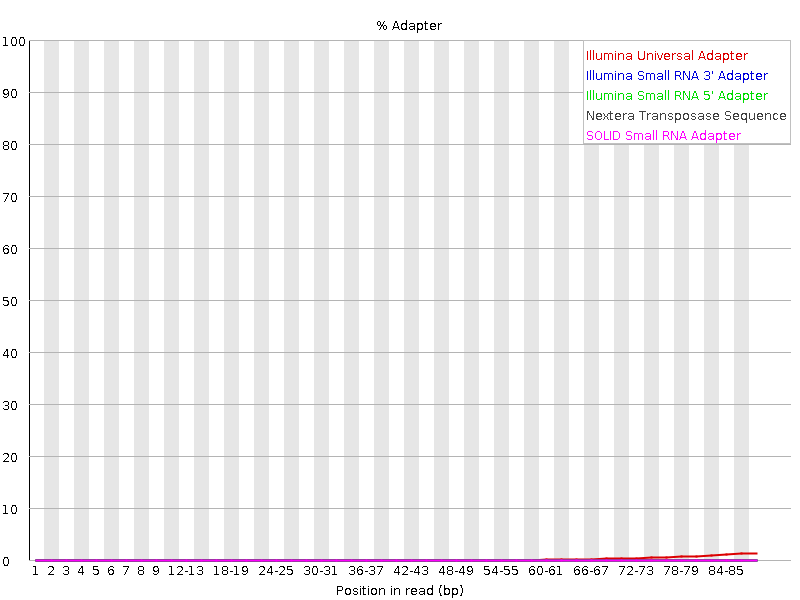 % Adapter
100
90
80
70
60
50
40
30
20
10
0
Illumina Universal Adapter
Illumina Small RNA 3' Adapter
Illumina Small RNA 5' Adapter
Nextera Transposase Sequence
SOLID Small RNA Adapter
1 2 3 4 5 6 7 8 9 12-13 18-19 24-25 30-31 36-37 42-43 48-49 54-55 60-61 66-67 72-73 78-79 84-85
Position in read (bp)